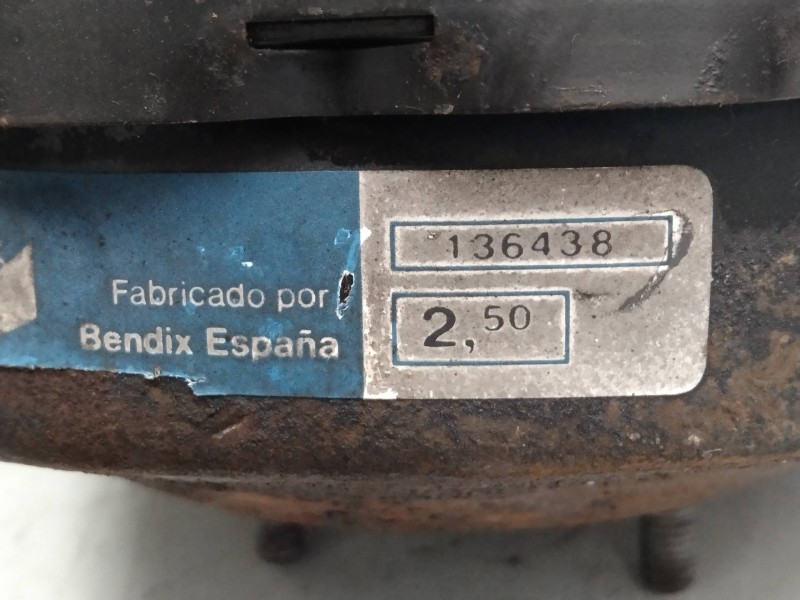 136438
Fabricado por
Bendix España
2,50